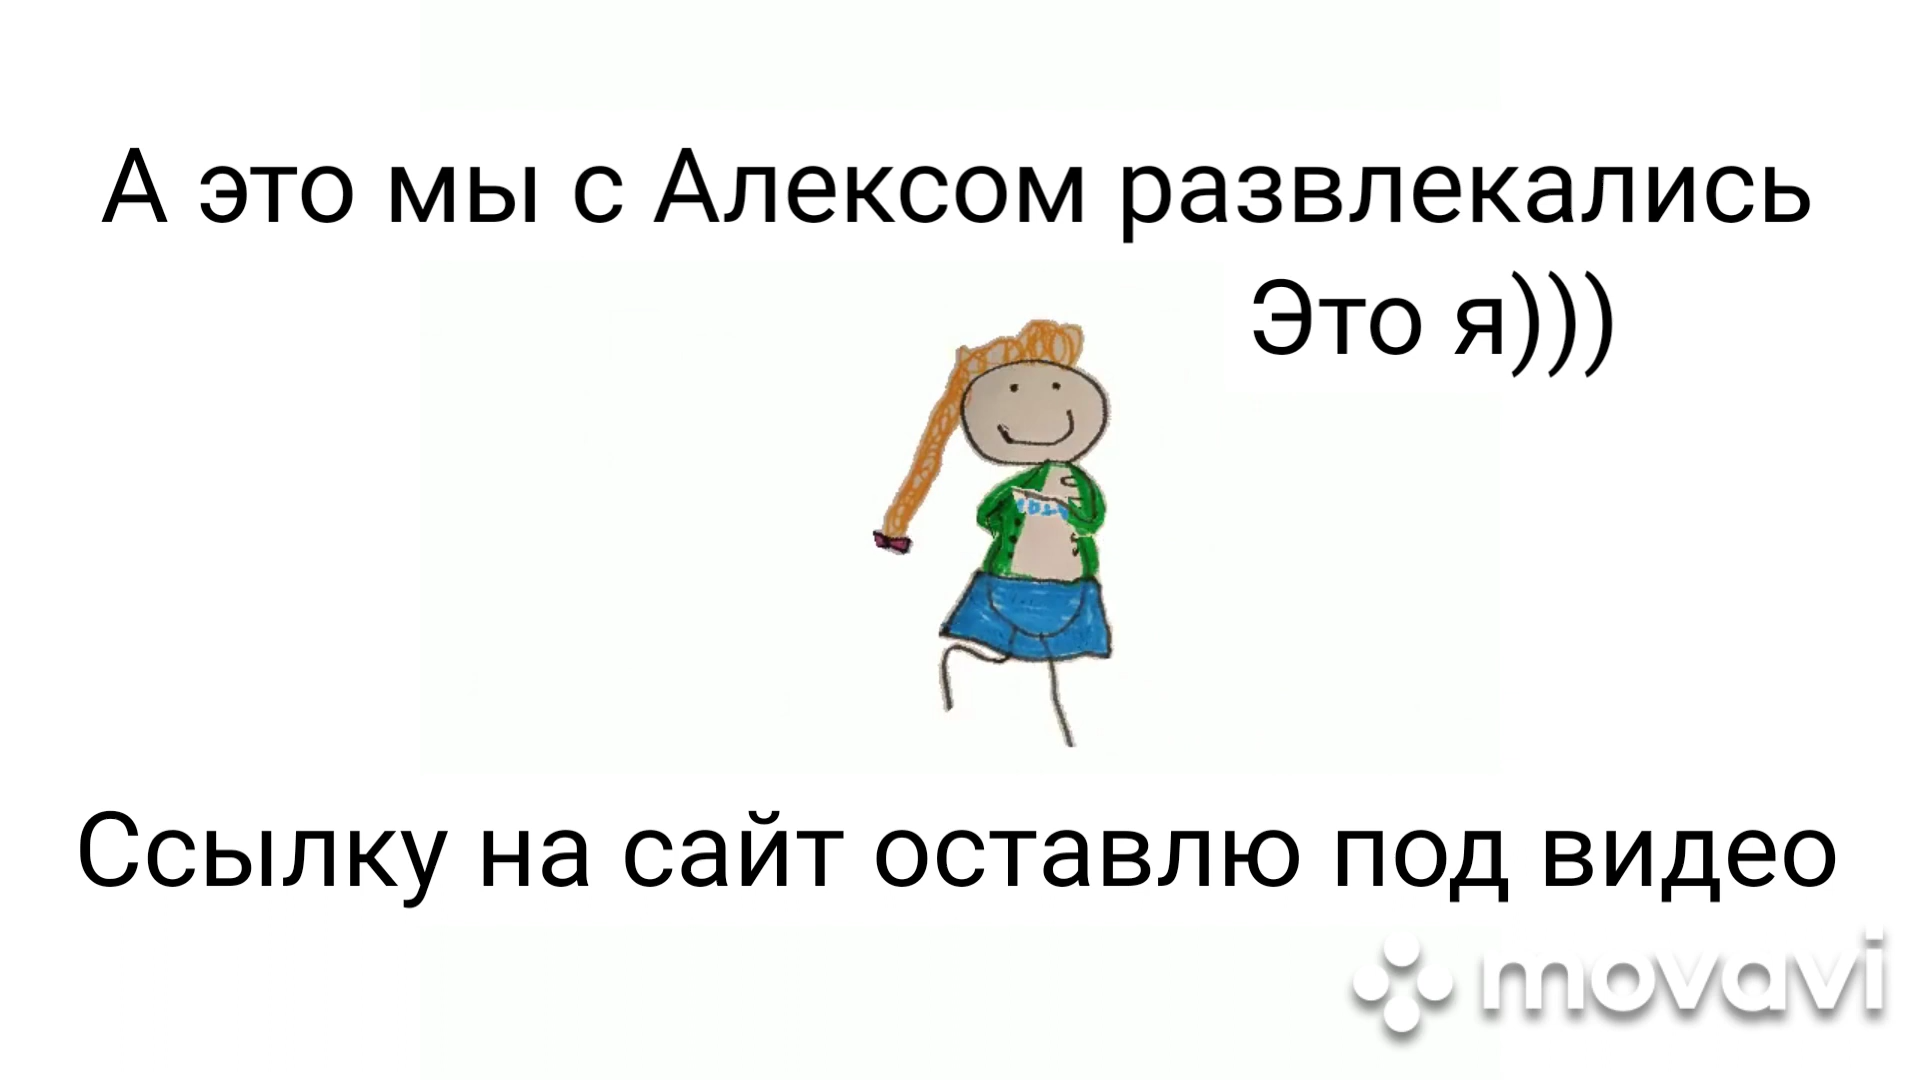 А это мы с Алексом развлекались
Это я)))
Ссылку на сайт оставлю под видео
movavi